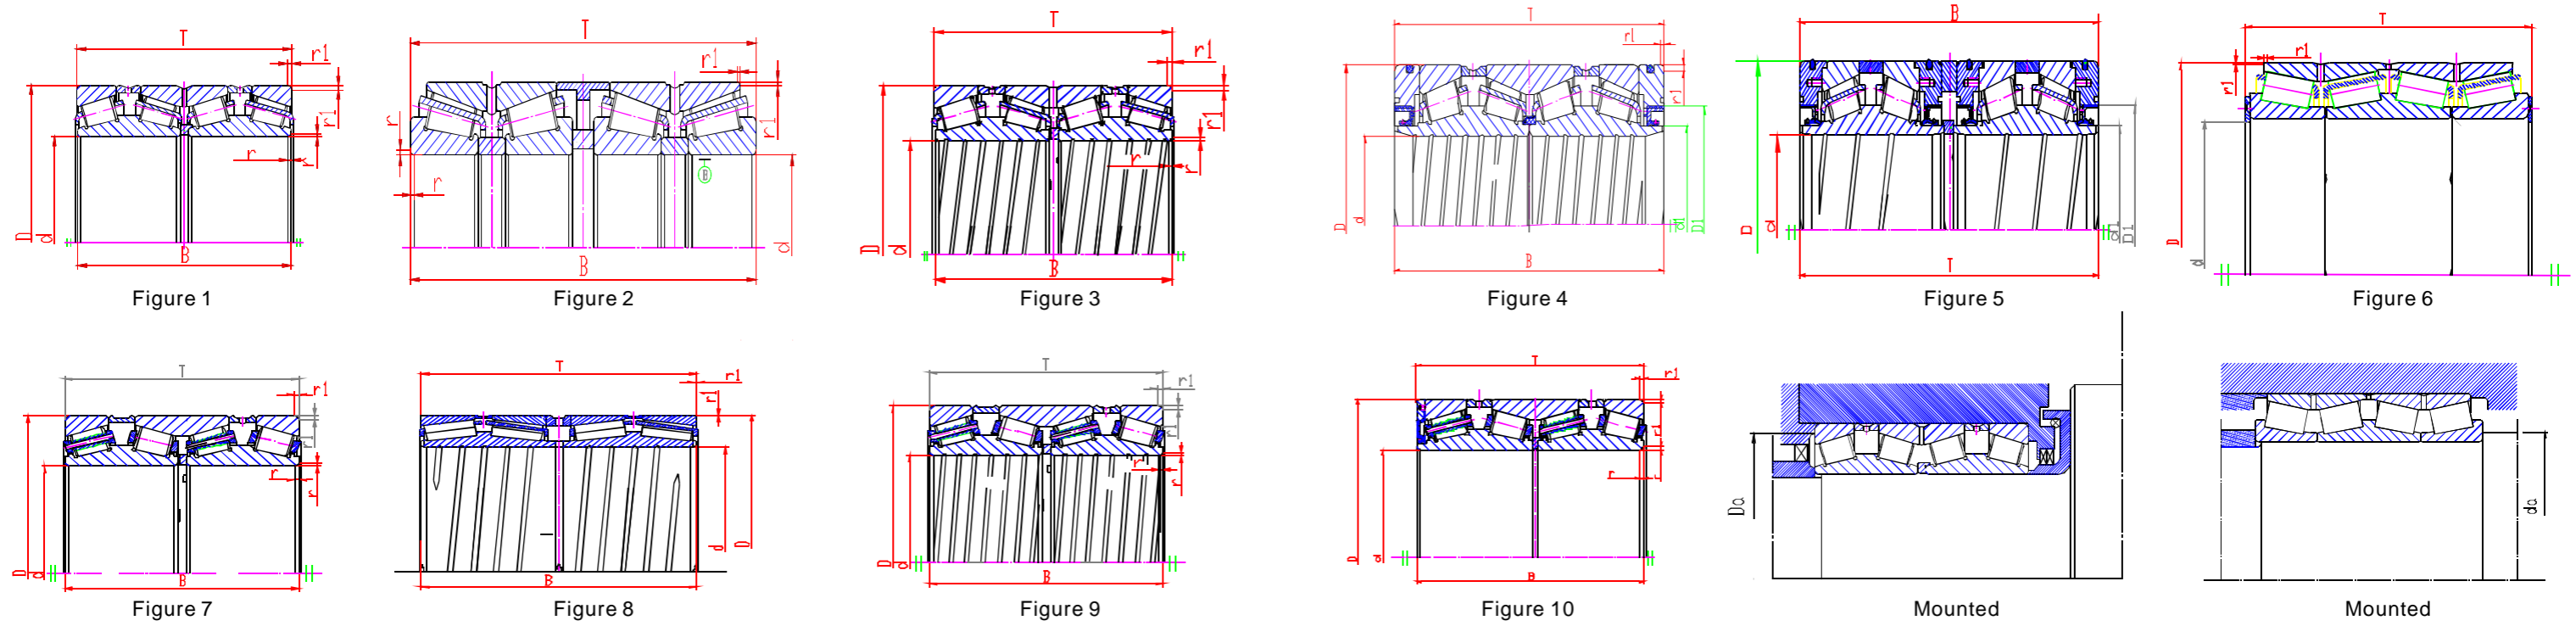 T
r1
r1
D
d
r
r
B
Figure 1
T
r1
r1
r
r
B
d
B
Figure 2
T
r1
r1
D
d
r
r
B
Figure 3
T
r1
r1
D
d
d1
D1
B
Figure 4
B
D
d
d1
D1
T
Figure 5
T
r1
r1
D
d
Figure 6
T
r1
r1
D
d
r
r
B
Figure 7
T
r1
r1
d
D
B
Figure 8
T
r1
r1
D
d
r
r
B
Figure 9
T
r1
r1
D
d
r
r
B
Figure 10
Da
Mounted
da
Mounted